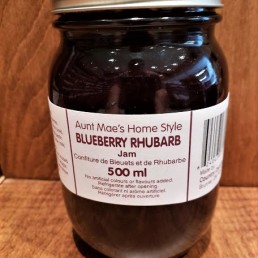 Aunt Mae's Home Style
BLUEBERRY RHUBARB
Jam
Confiture de Bleuets et de Rhubarbe
500 ml
No artificial colours or flavours added.
Refrigerate after opening.
Sans colorant ni arôme artificiel.
Réfrigérer après ouverture.